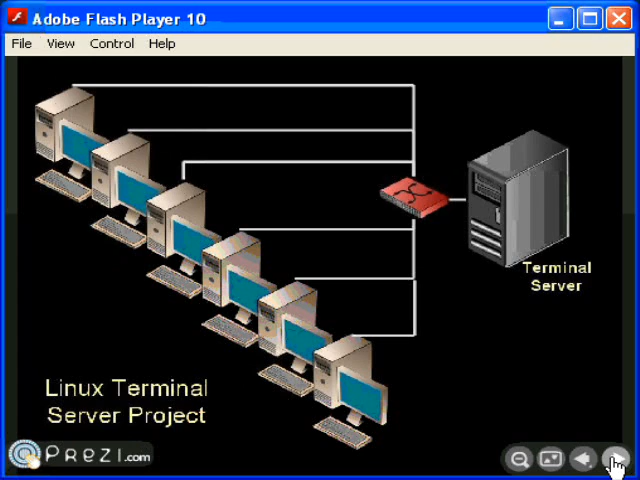 Adobe Flash Player 10
File View Control Help
Terminal
Server
Linux Terminal
Server Project
PREZI.com